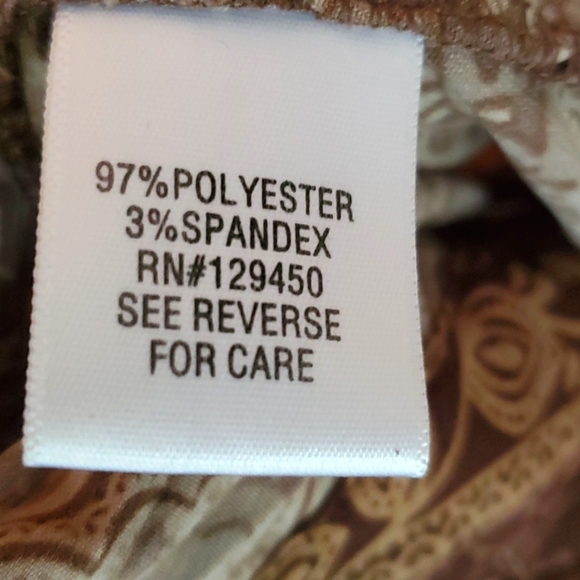 97%POLYESTER
3%SPANDEX
RN#129450
SEE REVERSE
FOR CARE